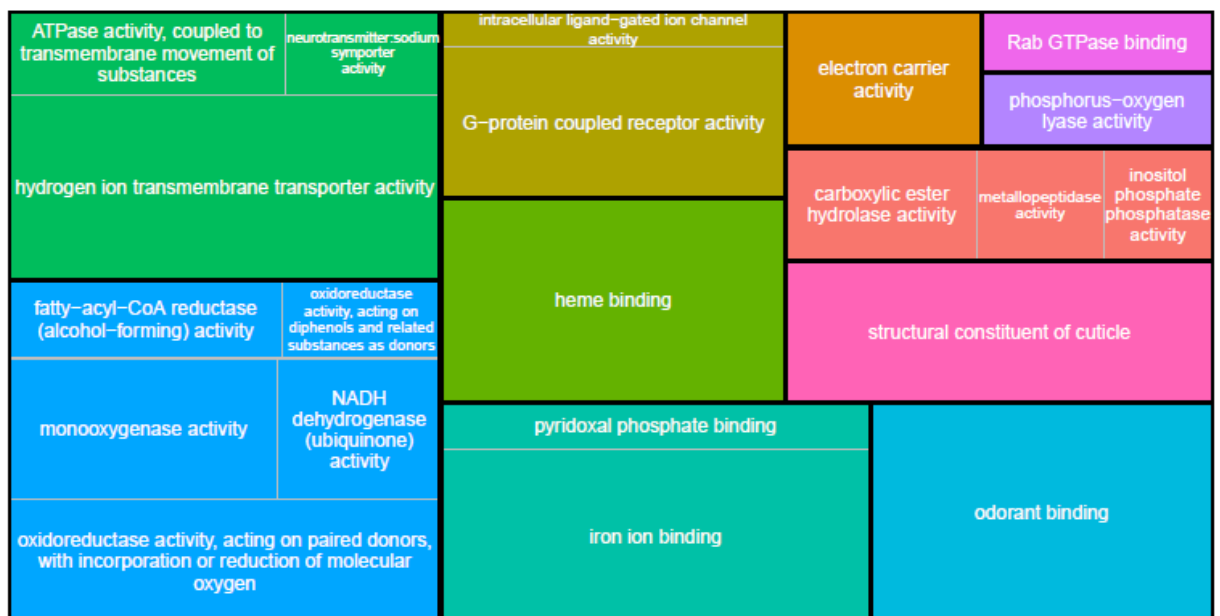 ATPase activity, coupled to
transmembrane movement of
substances
neurotransmitter:sodium
symporter
activity
hydrogen ion transmembrane transporter activity
fatty−acyl−CoA reductase
(alcohol−forming) activity
oxidoreductase
activity, acting on
diphenols and related
substances as donors
monooxygenase activity
NADH
dehydrogenase
(ubiquinone)
activity
oxidoreductase activity, acting on paired donors,
with incorporation or reduction of molecular
oxygen
intracellular ligand−gated ion channel
activity
G−protein coupled receptor activity
heme binding
pyridoxal phosphate binding
iron ion binding
electron carrier
activity
Rab GTPase binding
phosphorus−oxygen
lyase activity
carboxylic ester
hydrolase activity
metallopeptidase
activity
inositol
phosphate
phosphatase
activity
structural constituent of cuticle
odorant binding